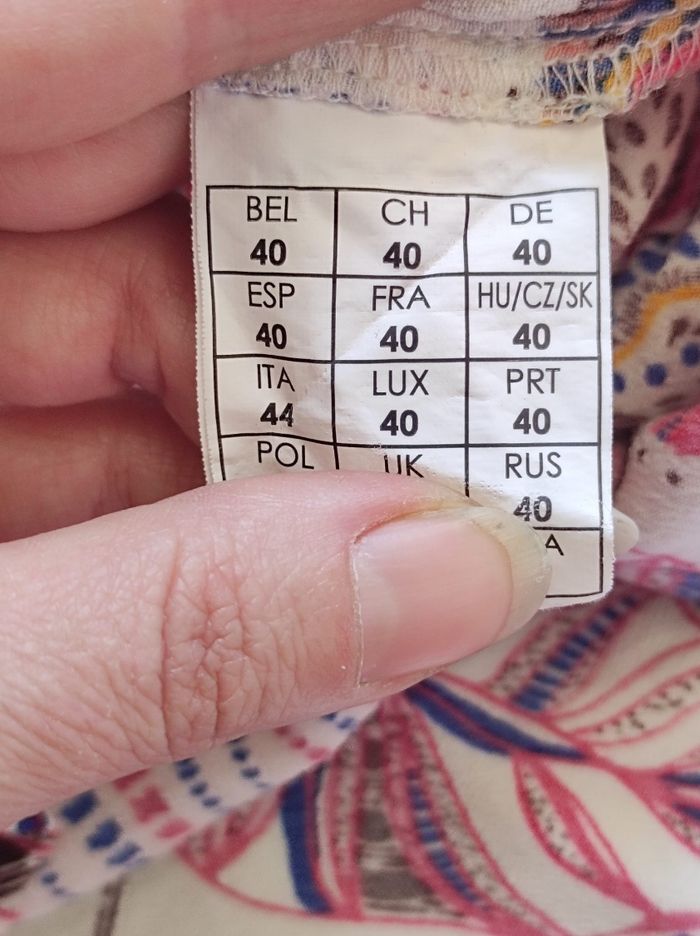 BEL CH DE
40 40 40
ESP FRA HU/CZ/SK
40 40 40
ITA LUX PRT
44 40 40
POL UK RUS
40